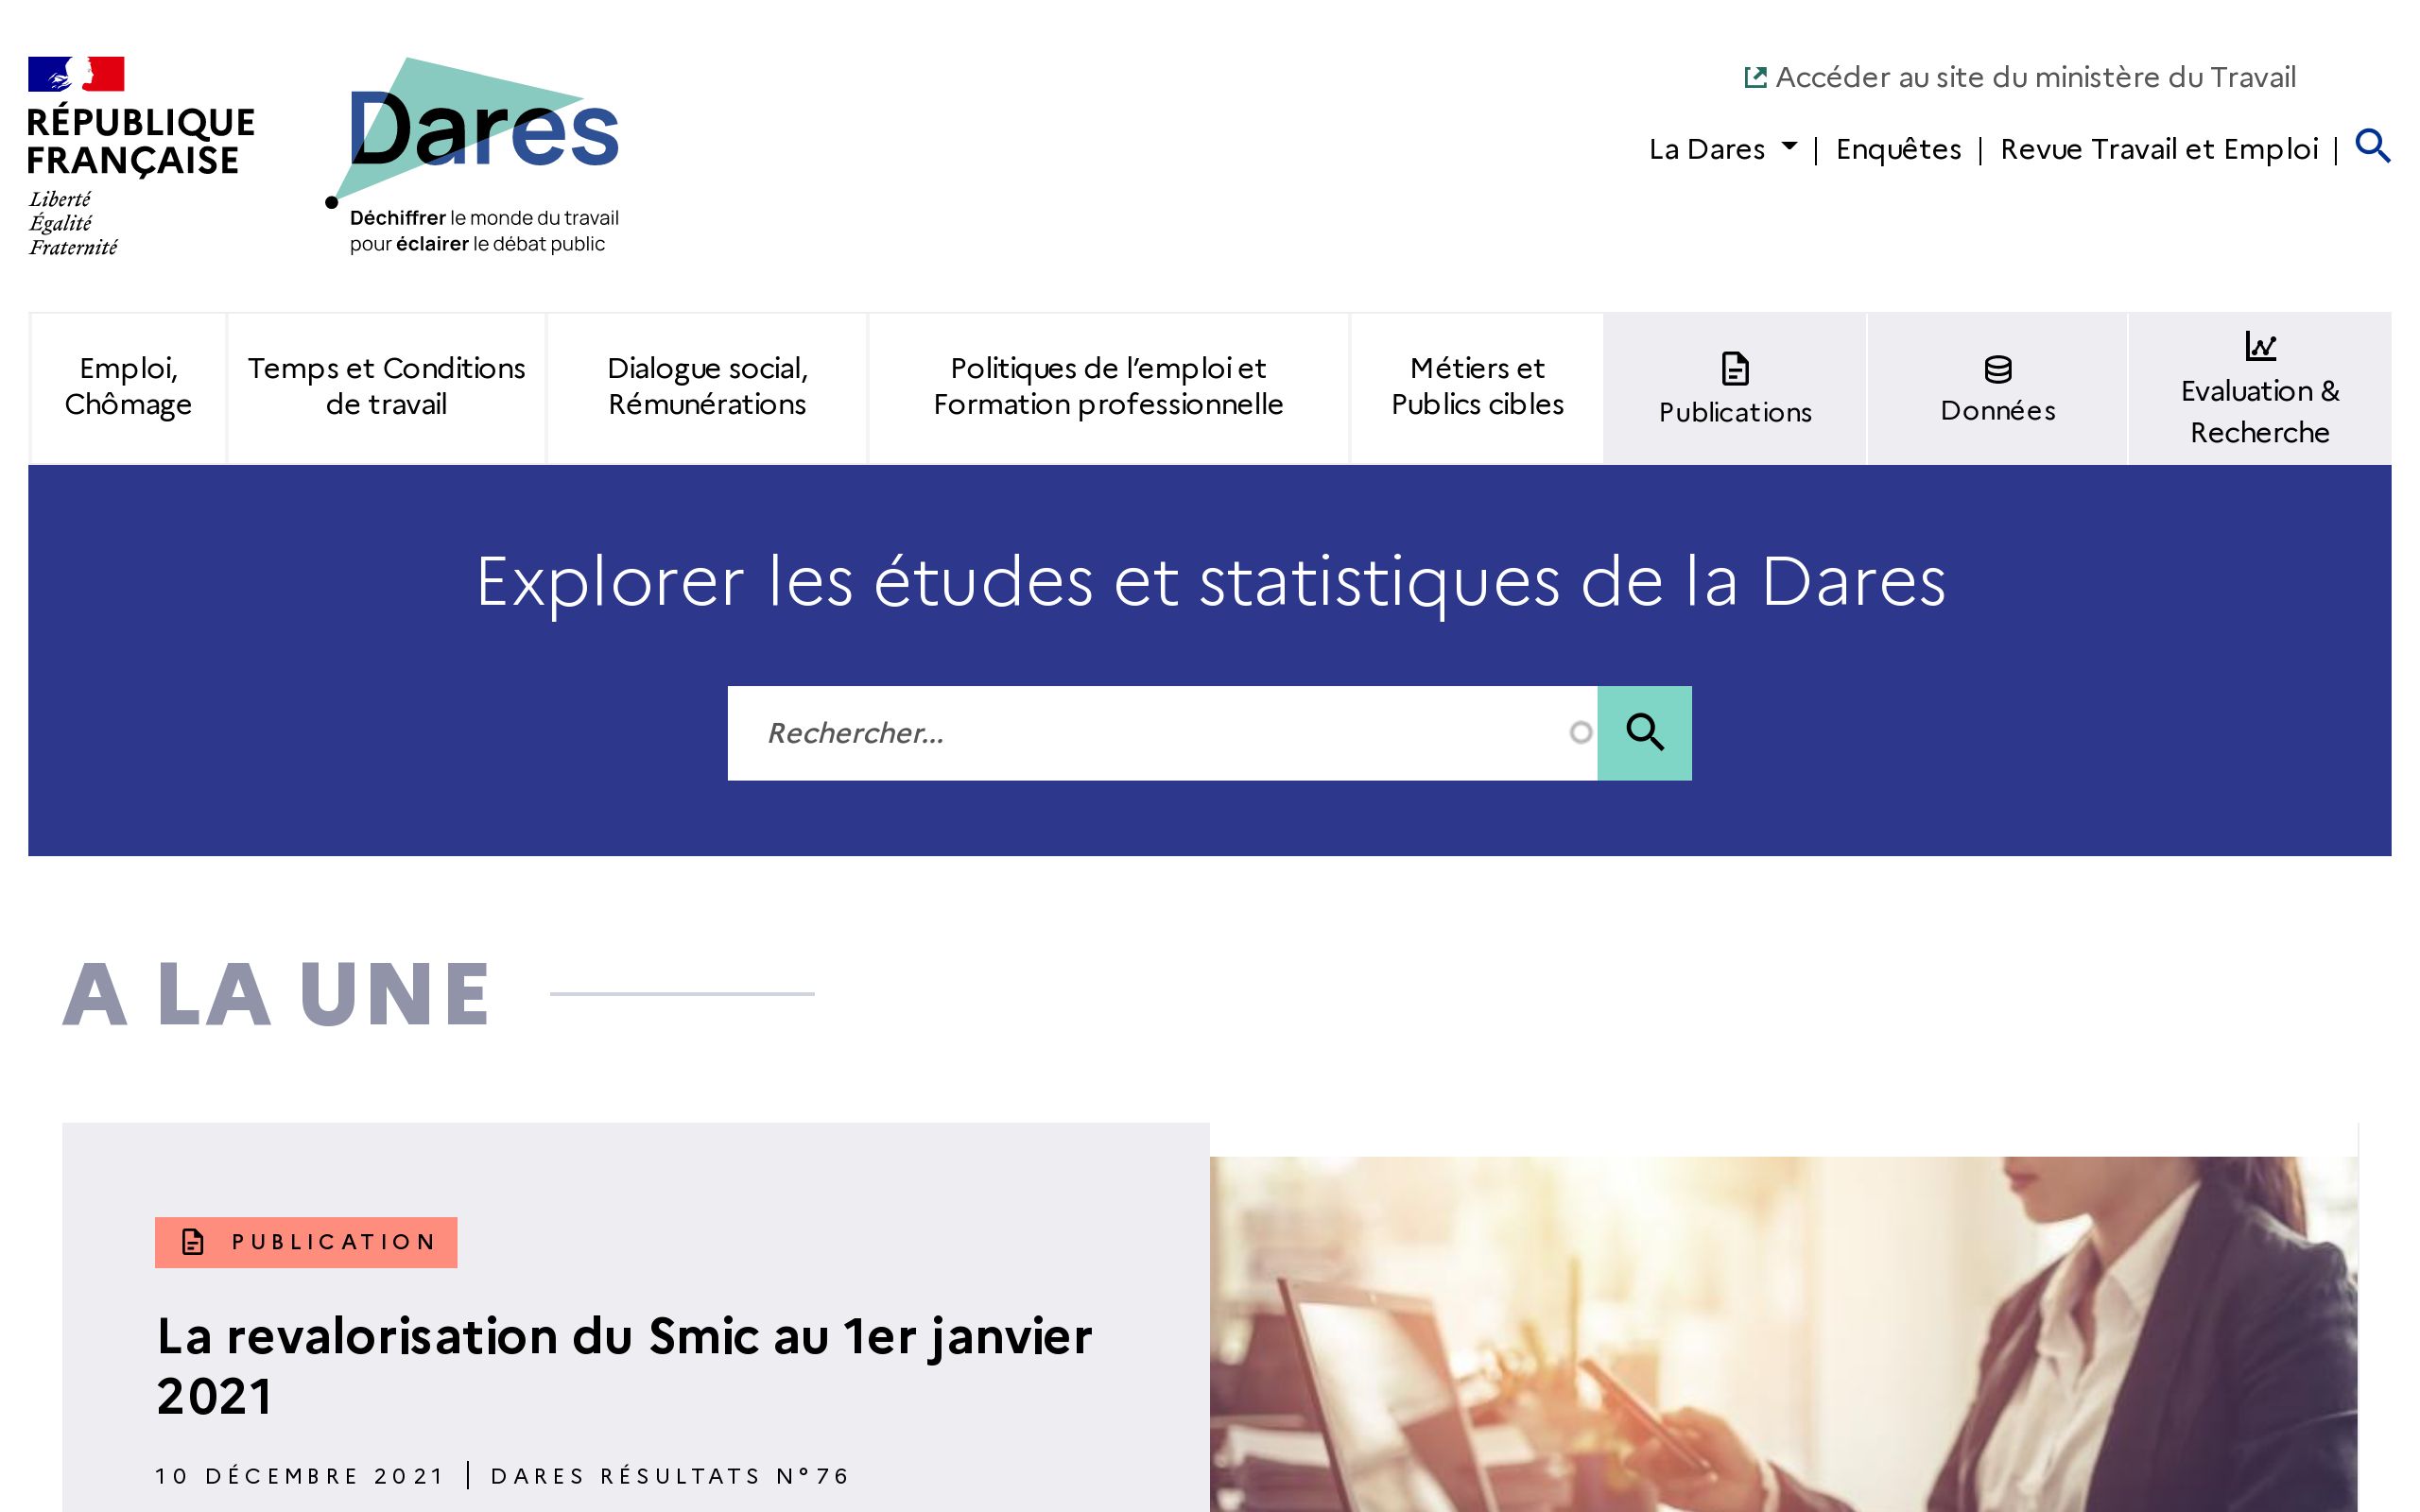 RÉPUBLIQUE
FRANÇAISE
Liberté
Égalité
Fraternité
Dares
Déchiffrer le monde du travail
pour éclairer le débat public
Accéder au site du ministère du Travail
La Dares | Enquêtes | Revue Travail et Emploi |
Emploi,
Chômage
Temps et Conditions
de travail
Dialogue social,
Rémunérations
Politiques de l’emploi et
Formation professionnelle
Métiers et
Publics cibles
Publications
Données
Evaluation &
Recherche
Explorer les études et statistiques de la Dares
Rechercher...
A LA UNE
PUBLICATION
La revalorisation du Smic au 1er janvier
2021
10 DÉCEMBRE 2021 | DARES RÉSULTATS N°76